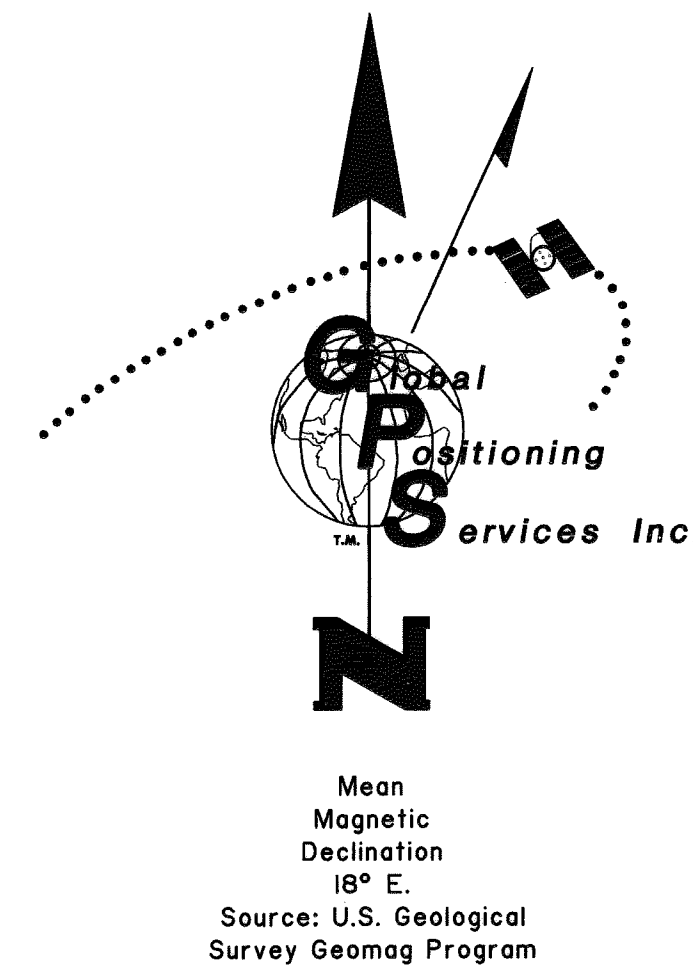 Global
Positioning
Services Inc
T.M.
N
Mean
Magnetic
Declination
18° E.
Source: U.S. Geological
Survey Geomag Program